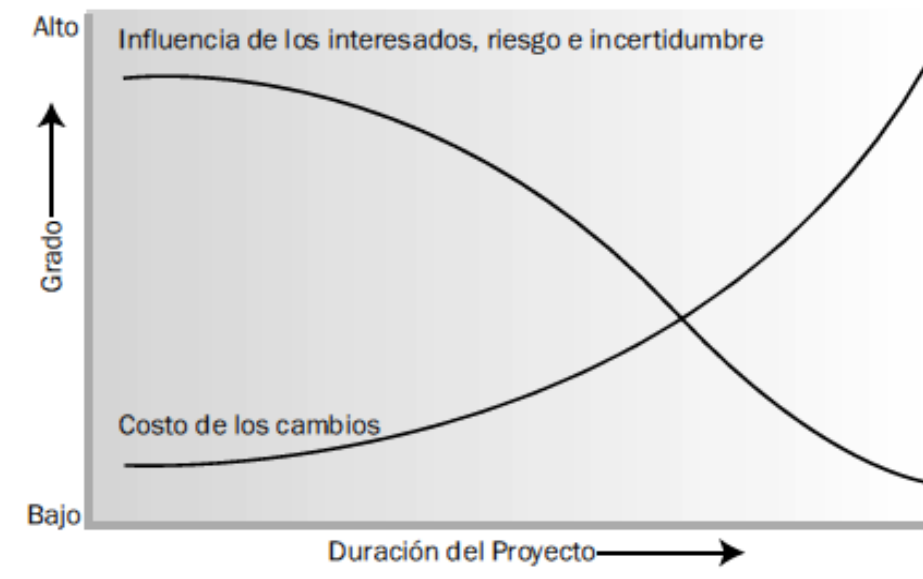 Alto
Influencia de los interesados, riesgo e incertidumbre
Grado
Costo de los cambios
Bajo
Duración del Proyecto